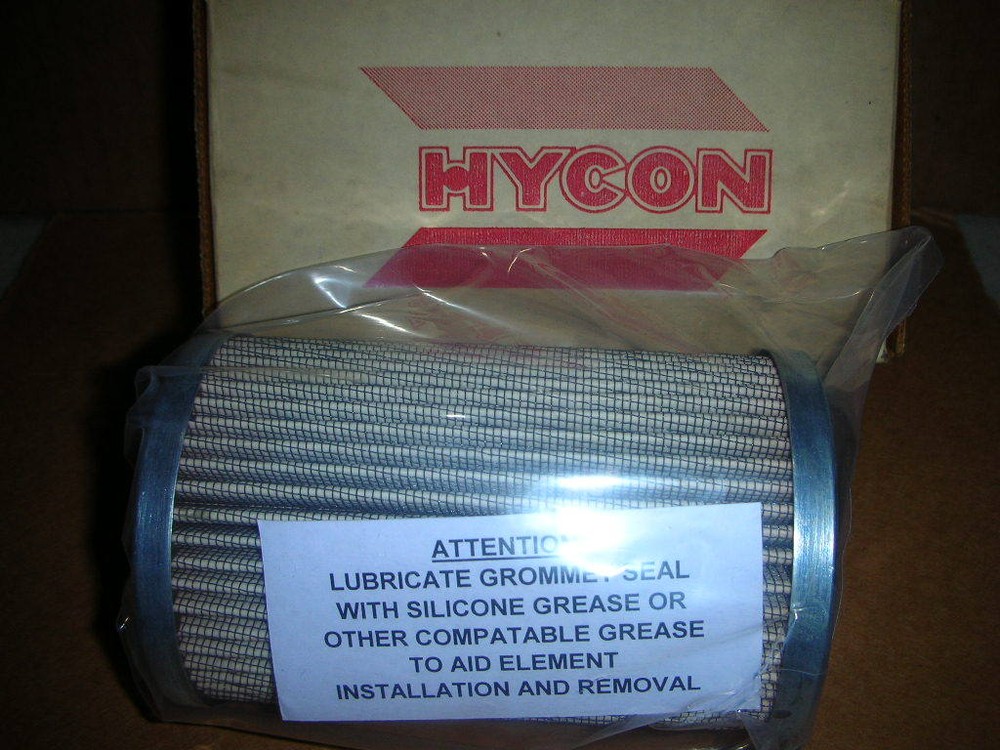 HYCON
ATTENTION
LUBRICATE GROMMET SEAL
WITH SILICONE GREASE OR
OTHER COMPATABLE GREASE
TO AID ELEMENT
INSTALLATION AND REMOVAL